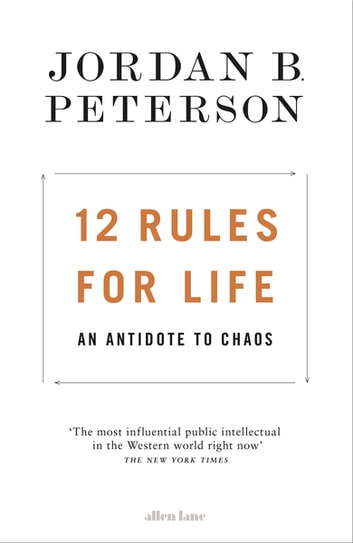 JORDAN B.
PETERSON
12 RULES
FOR LIFE
AN ANTIDOTE TO CHAOS
‘The most influential public intellectual
in the Western world right now’
THE NEW YORK TIMES
allen lane